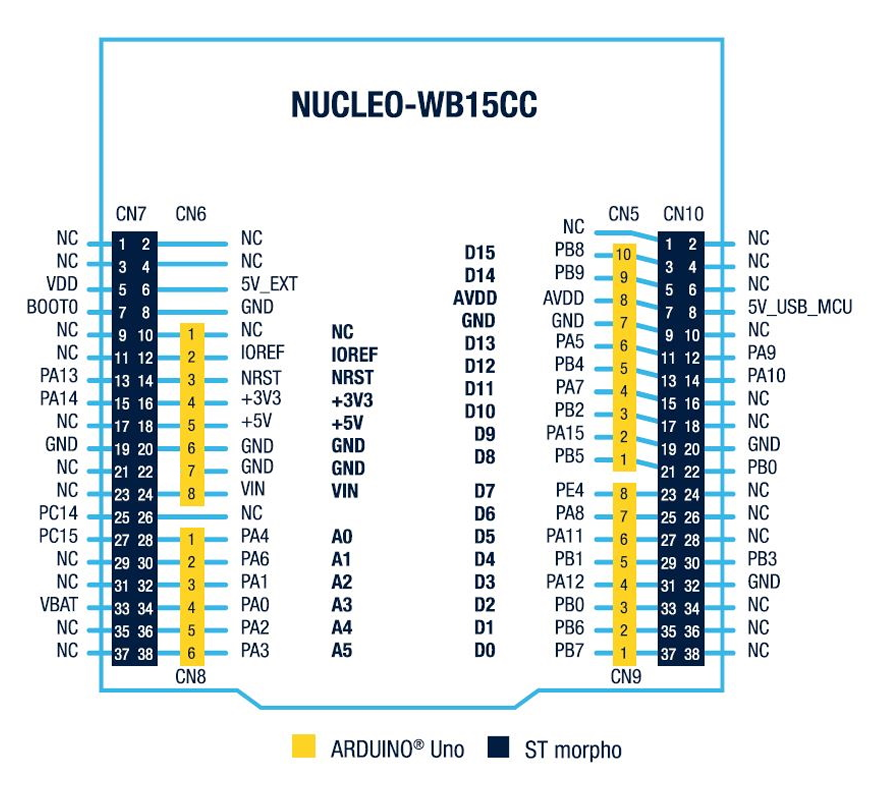 NUCLEO-WB15CC
CN7 CN6 CN5 CN10
NC 1 2 NC NC 1 2 NC
NC 3 4 NC D15 PB8 10 3 4 NC
VDD 5 6 5V_EXT D14 PB9 9 5 6 NC
BOOT0 7 8 GND AVDD AVDD 8 7 8 5V_USB_MCU
NC 9 10 1 NC NC GND GND 7 9 10 NC
NC 11 12 2 IOREF IOREF D13 PA5 6 11 12 PA9
PA13 13 14 3 NRST NRST D12 PB4 5 13 14 PA10
PA14 15 16 4 +3V3 +3V3 D11 PA7 4 15 16 NC
NC 17 18 5 +5V +5V D10 PB2 3 17 18 NC
GND 19 20 6 GND GND D9 PA15 2 19 20 GND
NC 21 22 7 GND GND D8 PB5 1 21 22 PB0
NC 23 24 8 VIN VIN D7 PE4 8 23 24 NC
PC14 25 26 NC D6 PA8 7 25 26 NC
PC15 27 28 1 PA4 A0 D5 PA11 6 27 28 NC
NC 29 30 2 PA6 A1 D4 PB1 5 29 30 PB3
NC 31 32 3 PA1 A2 D3 PA12 4 31 32 GND
VBAT 33 34 4 PA0 A3 D2 PB0 3 33 34 NC
NC 35 36 5 PA2 A4 D1 PB6 2 35 36 NC
NC 37 38 6 PA3 A5 D0 PB7 1 37 38 NC
CN8 CN9
ARDUINO® Uno ST morpho